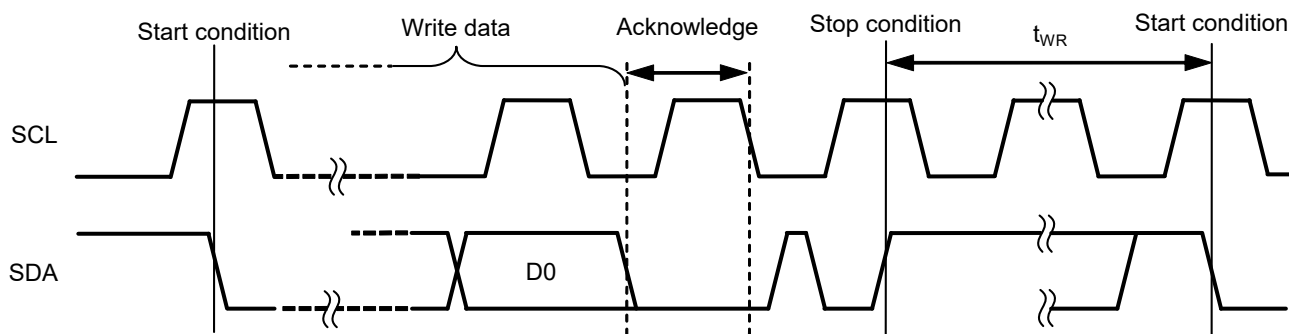 Start condition
Write data
Acknowledge
Stop condition
tWR
Start condition
SCL
SDA
D0